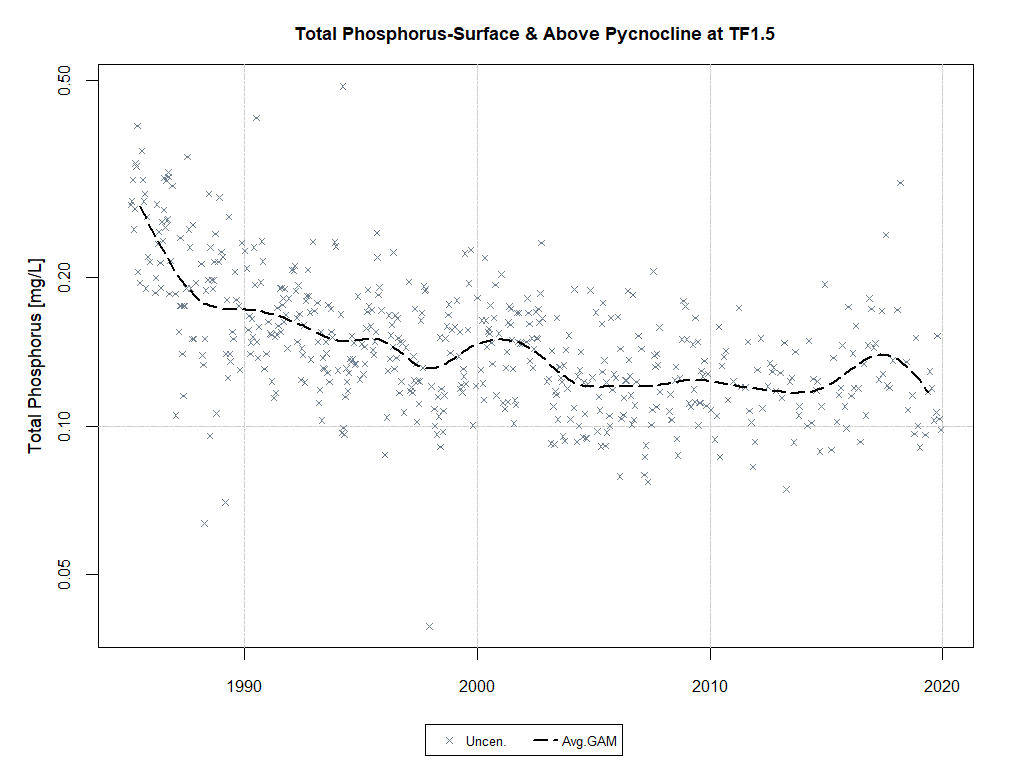 Total Phosphorus-Surface & Above Pycnocline at TF1.5
Total Phosphorus [mg/L]
0.50
0.20
0.10
0.05
1990
2000
2010
2020
Uncen.
Avg.GAM